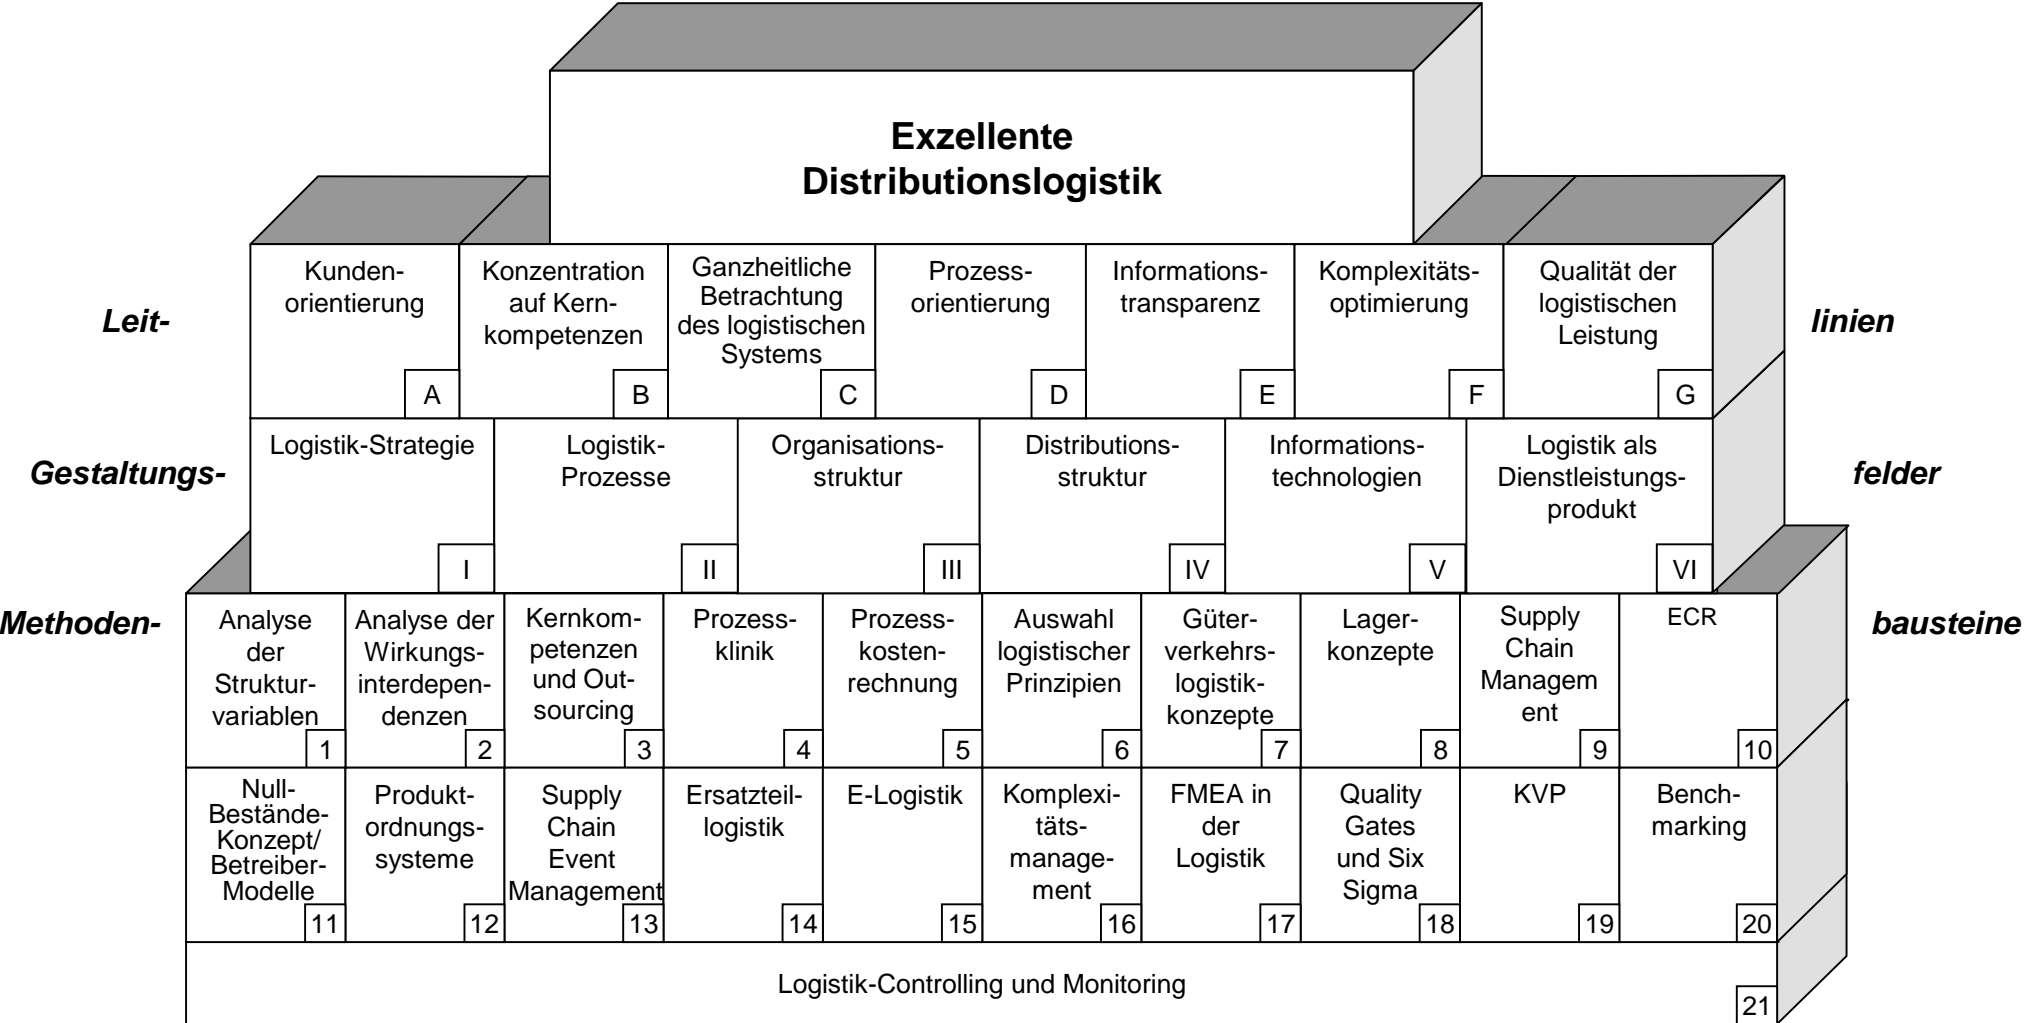 Exzellente
Distributionslogistik
Leit-
Kunden-
orientierung
A
Konzentration
auf Kern-
kompetenzen
B
Ganzheitliche
Betrachtung
des logistischen
Systems
C
Prozess-
orientierung
D
Informations-
transparenz
E
Komplexitäts-
optimierung
F
Qualität der
logistischen
Leistung
G
linien
Gestaltungs-
Logistik-Strategie
I
Logistik-
Prozesse
II
Organisations-
struktur
III
Distributions-
struktur
IV
Informations-
technologien
V
Logistik als
Dienstleistungs-
produkt
VI
felder
Methoden-
Analyse
der
Struktur-
variablen
1
Analyse der
Wirkungs-
interdepen-
denzen
2
Kernkom-
petenzen
und Out-
sourcing
3
Prozess-
klinik
4
Prozess-
kosten-
rechnung
5
Auswahl
logistischer
Prinzipien
6
Güter-
verkehrs-
logistik-
konzepte
7
Lager-
konzepte
8
Supply
Chain
Managem
ent
9
ECR
10
bausteine
Null-
Bestände-
Konzept/
Betreiber-
Modelle
11
Produkt-
ordnungs-
systeme
12
Supply
Chain
Event
Management
13
Ersatzteil-
logistik
14
E-Logistik
15
Komplexi-
täts-
manage-
ment
16
FMEA in
der
Logistik
17
Quality
Gates
und Six
Sigma
18
KVP
19
Bench-
marking
20
Logistik-Controlling und Monitoring
21